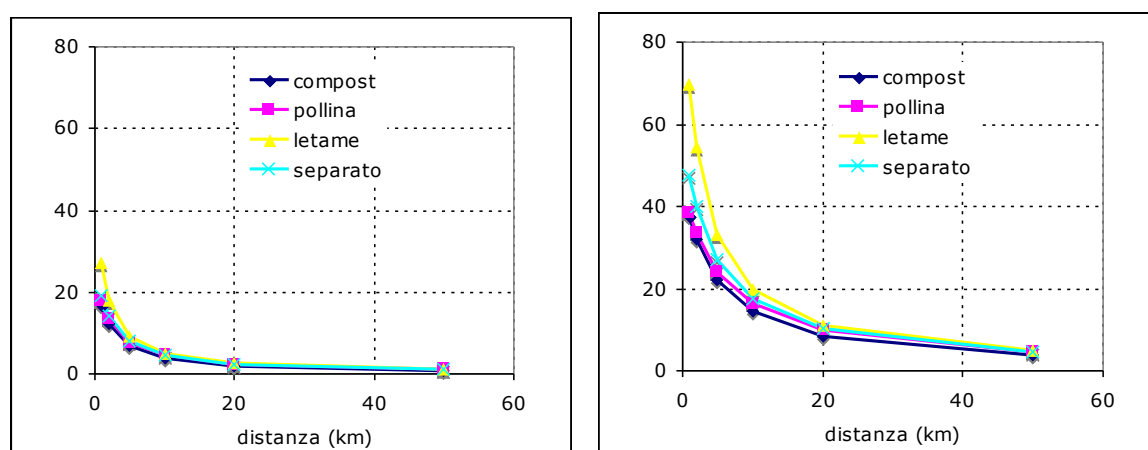 80
60
40
20
0
compost
pollina
letame
separato
0 20 40 60
distanza (km)
80
60
40
20
0
compost
pollina
letame
separato
0 20 40 60
distanza (km)